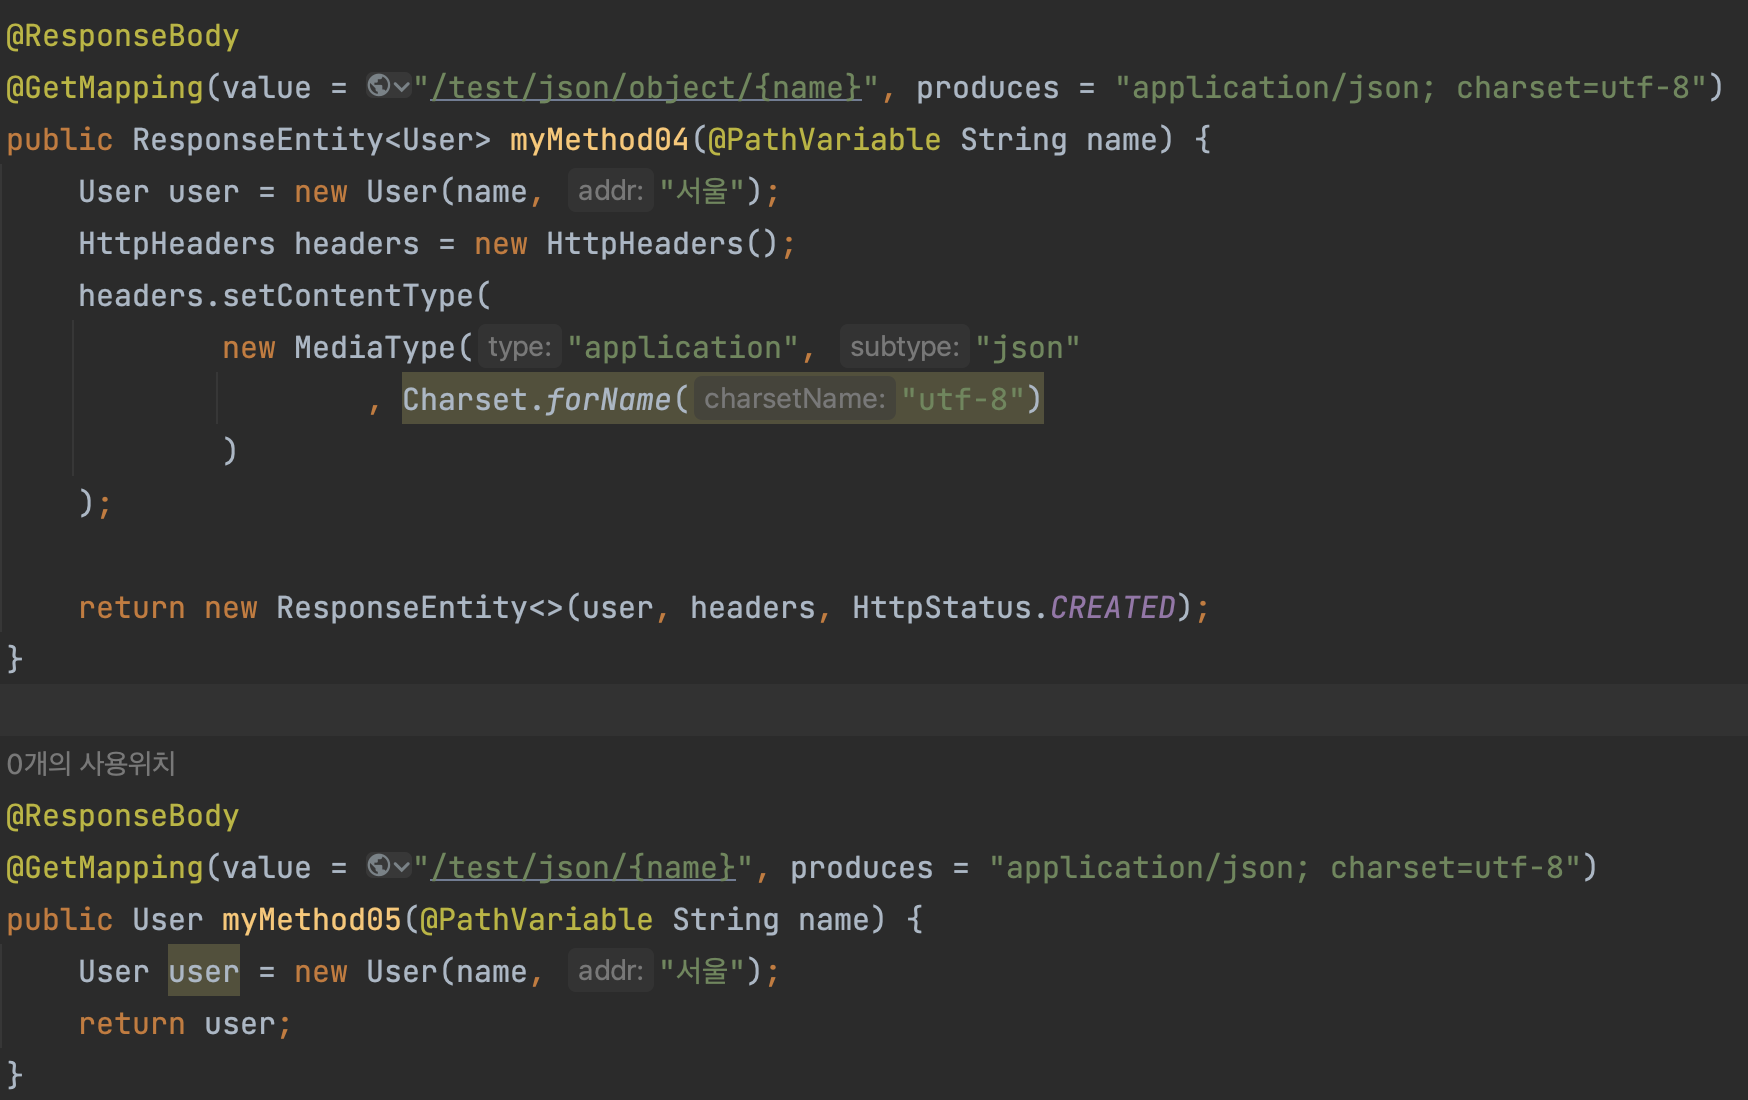 @ResponseBody
@GetMapping(value = "/test/json/object/{name}", produces = "application/json; charset=utf-8")
public ResponseEntity<User> myMethod04(@PathVariable String name) {
User user = new User(name, addr: "서울");
HttpHeaders headers = new HttpHeaders();
headers.setContentType(
new MediaType( type: "application", subtype: "json"
, Charset.forName( charsetName: "utf-8")
)
);
return new ResponseEntity<>(user, headers, HttpStatus.CREATED);
}
0개의 사용위치
@ResponseBody
@GetMapping(value = "/test/json/{name}", produces = "application/json; charset=utf-8")
public User myMethod05(@PathVariable String name) {
User user = new User(name, addr: "서울");
return user;
}